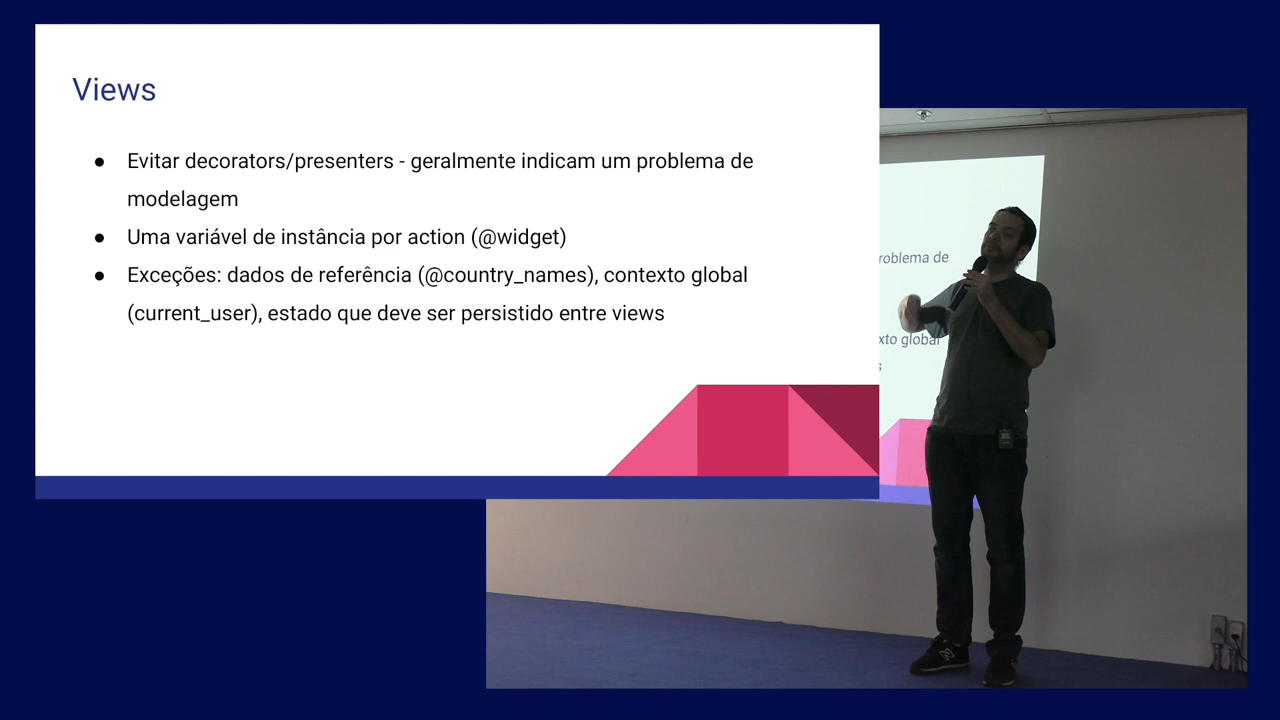 Views
● Evitar decorators/presenters - geralmente indicam um problema de
modelagem
● Uma variável de instância por action (@widget)
● Exceções: dados de referência (@country_names), contexto global
(current_user), estado que deve ser persistido entre views
roblema de
xto global
s